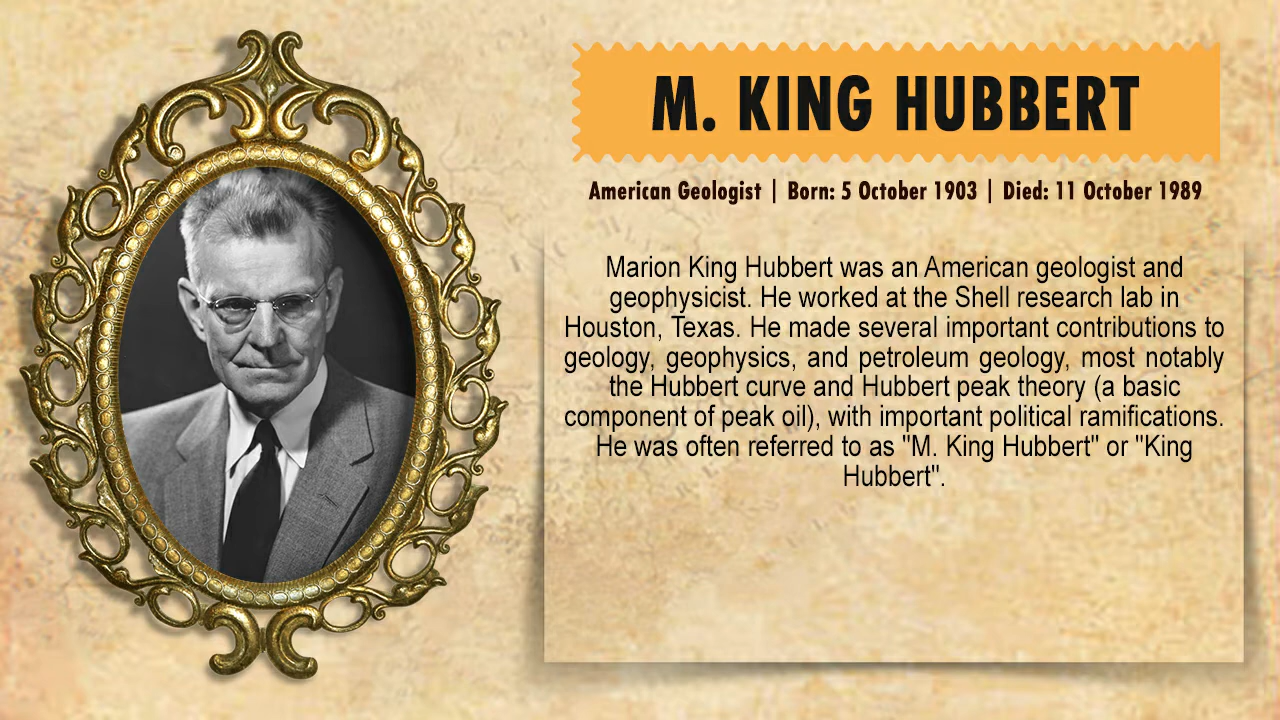 M. KING HUBBERT
American Geologist | Born: 5 October 1903 | Died: 11 October 1989
Marion King Hubbert was an American geologist and
geophysicist. He worked at the Shell research lab in
Houston, Texas. He made several important contributions to
geology, geophysics, and petroleum geology, most notably
the Hubbert curve and Hubbert peak theory (a basic
component of peak oil), with important political ramifications.
He was often referred to as "M. King Hubbert" or "King
Hubbert".